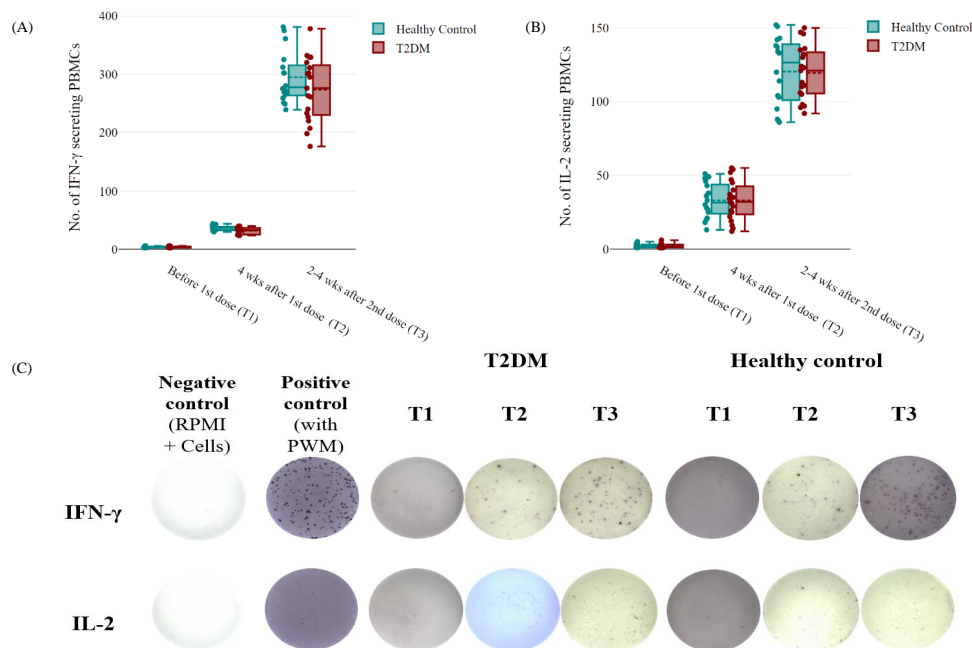 (A)
Healthy Control
T2DM
No. of IFN-γ secreting PBMCs
400
300
200
100
0
Before 1st dose (T1)
4 wks after 1st dose (T2)
2-4 wks after 2nd dose (T3)
(B)
Healthy Control
T2DM
No. of IL-2 secreting PBMCs
150
100
50
0
Before 1st dose (T1)
4 wks after 1st dose (T2)
2-4 wks after 2nd dose (T3)
(C)
T2DM
Healthy control
Negative
control
(RPMI
+ Cells)
Positive
control
(with
PWM)
T1
T2
T3
T1
T2
T3
IFN-γ
IL-2